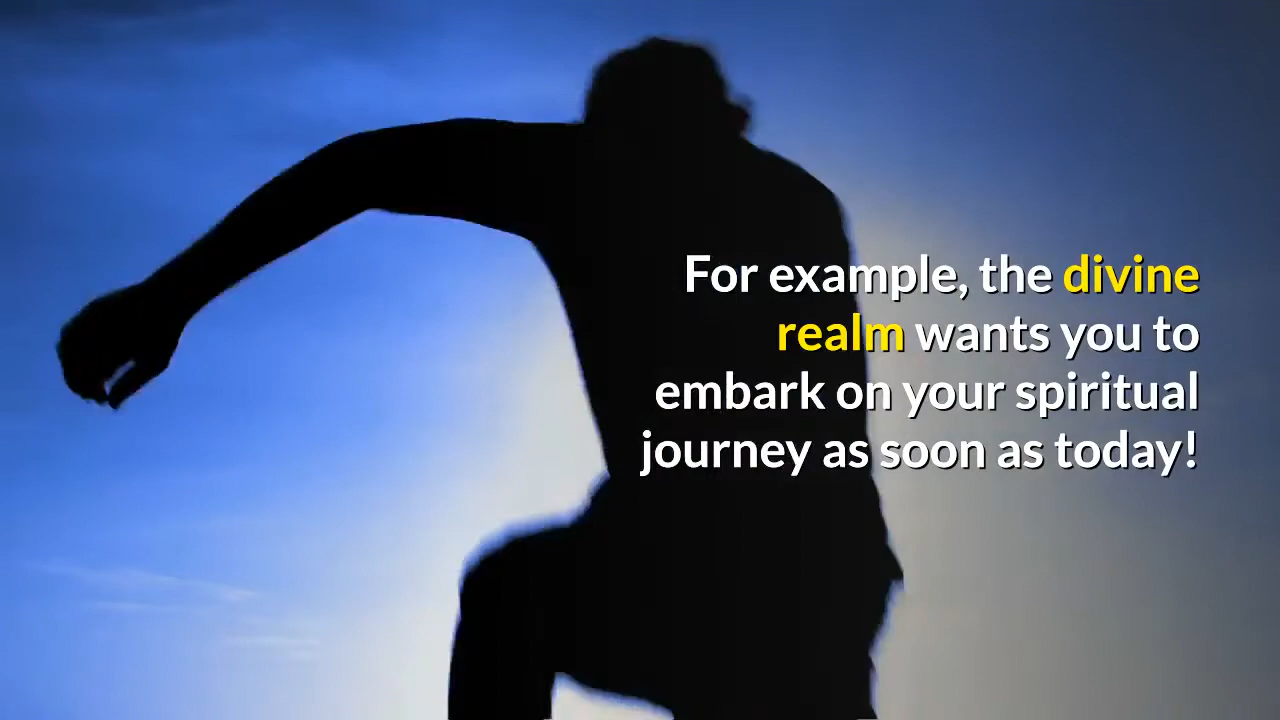 For example, the divine
realm wants you to
embark on your spiritual
journey as soon as today!